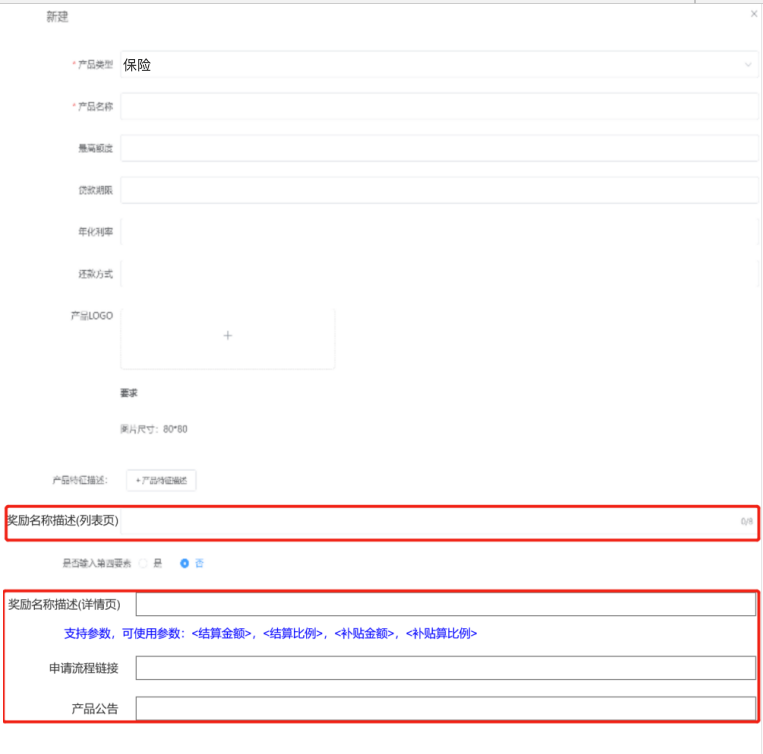 新建
* 产品类型 保险
* 产品名称
最高额度
贷款期限
年化利率
还款方式
产品LOGO
+
要求
图片尺寸：80*80
产品特征描述： + 产品特征描述
奖励名称描述(列表页) 0/8
是否输入第四要素 是 否
奖励名称描述(详情页)
支持参数，可使用参数：<结算金额>，<结算比例>，<补贴金额>，<补贴算比例>
申请流程链接
产品公告